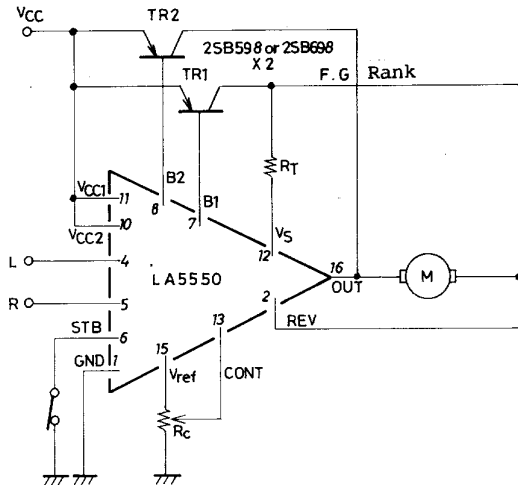 VCC
TR2
2SB598 or 2SB698
X 2
TR1
F.G Rank
RT
B2
B1
VCC1
11
8
7
VS
VCC2
10
12
16
L
4
LA5550
OUT
M
R
5
2
REV
STB
6
13
GND
1
15
Vref
CONT
Rc